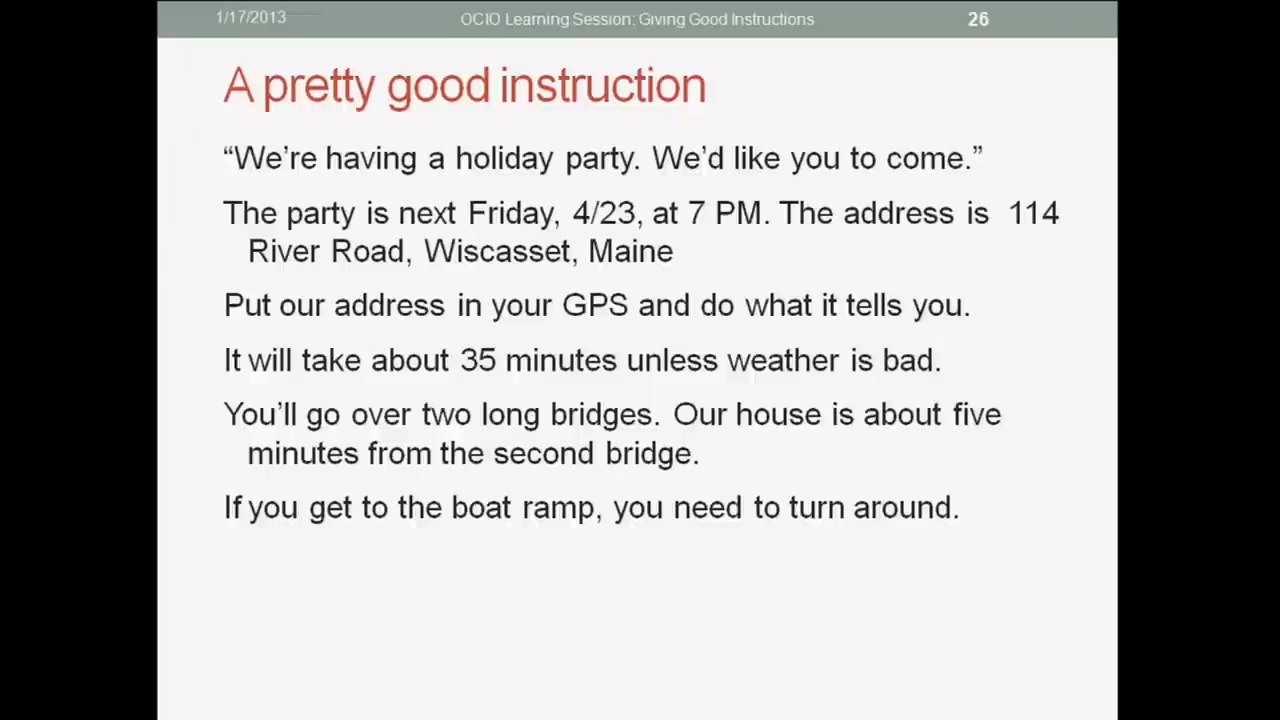 1/17/2013 OCIO Learning Session: Giving Good Instructions 26
A pretty good instruction
“We’re having a holiday party. We’d like you to come.”
The party is next Friday, 4/23, at 7 PM. The address is 114
River Road, Wiscasset, Maine
Put our address in your GPS and do what it tells you.
It will take about 35 minutes unless weather is bad.
You’ll go over two long bridges. Our house is about five
minutes from the second bridge.
If you get to the boat ramp, you need to turn around.